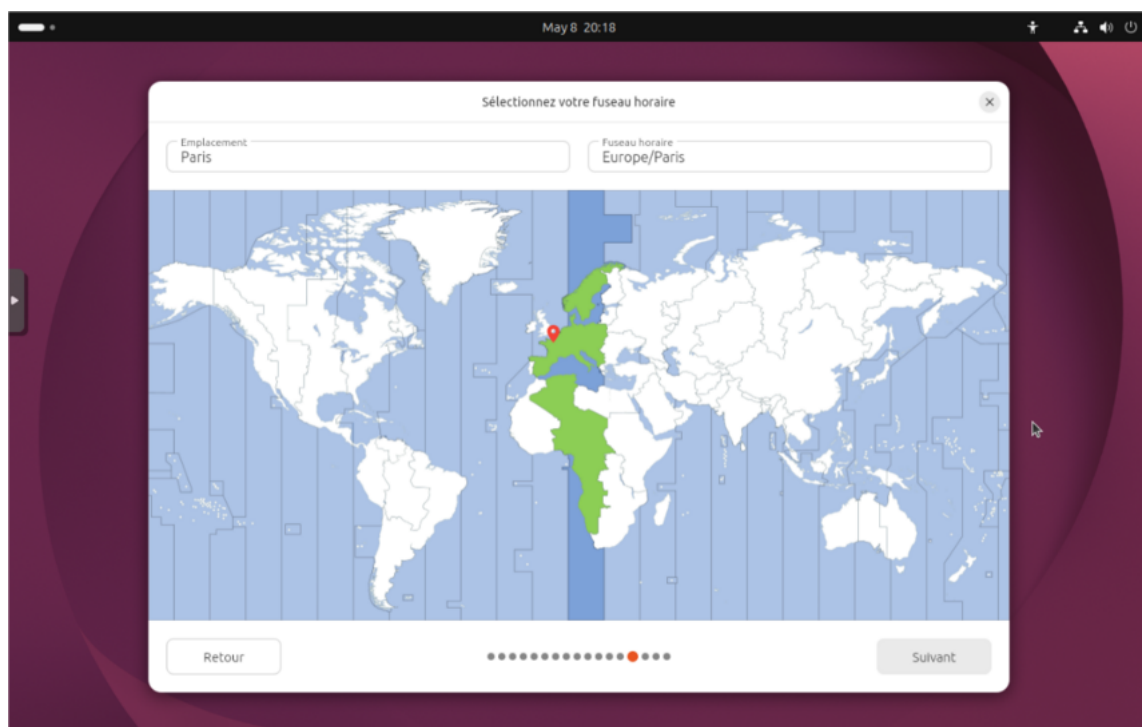 May 8 20:18
Sélectionnez votre fuseau horaire
Emplacement
Paris
Fuseau horaire
Europe/Paris
Retour
Suivant